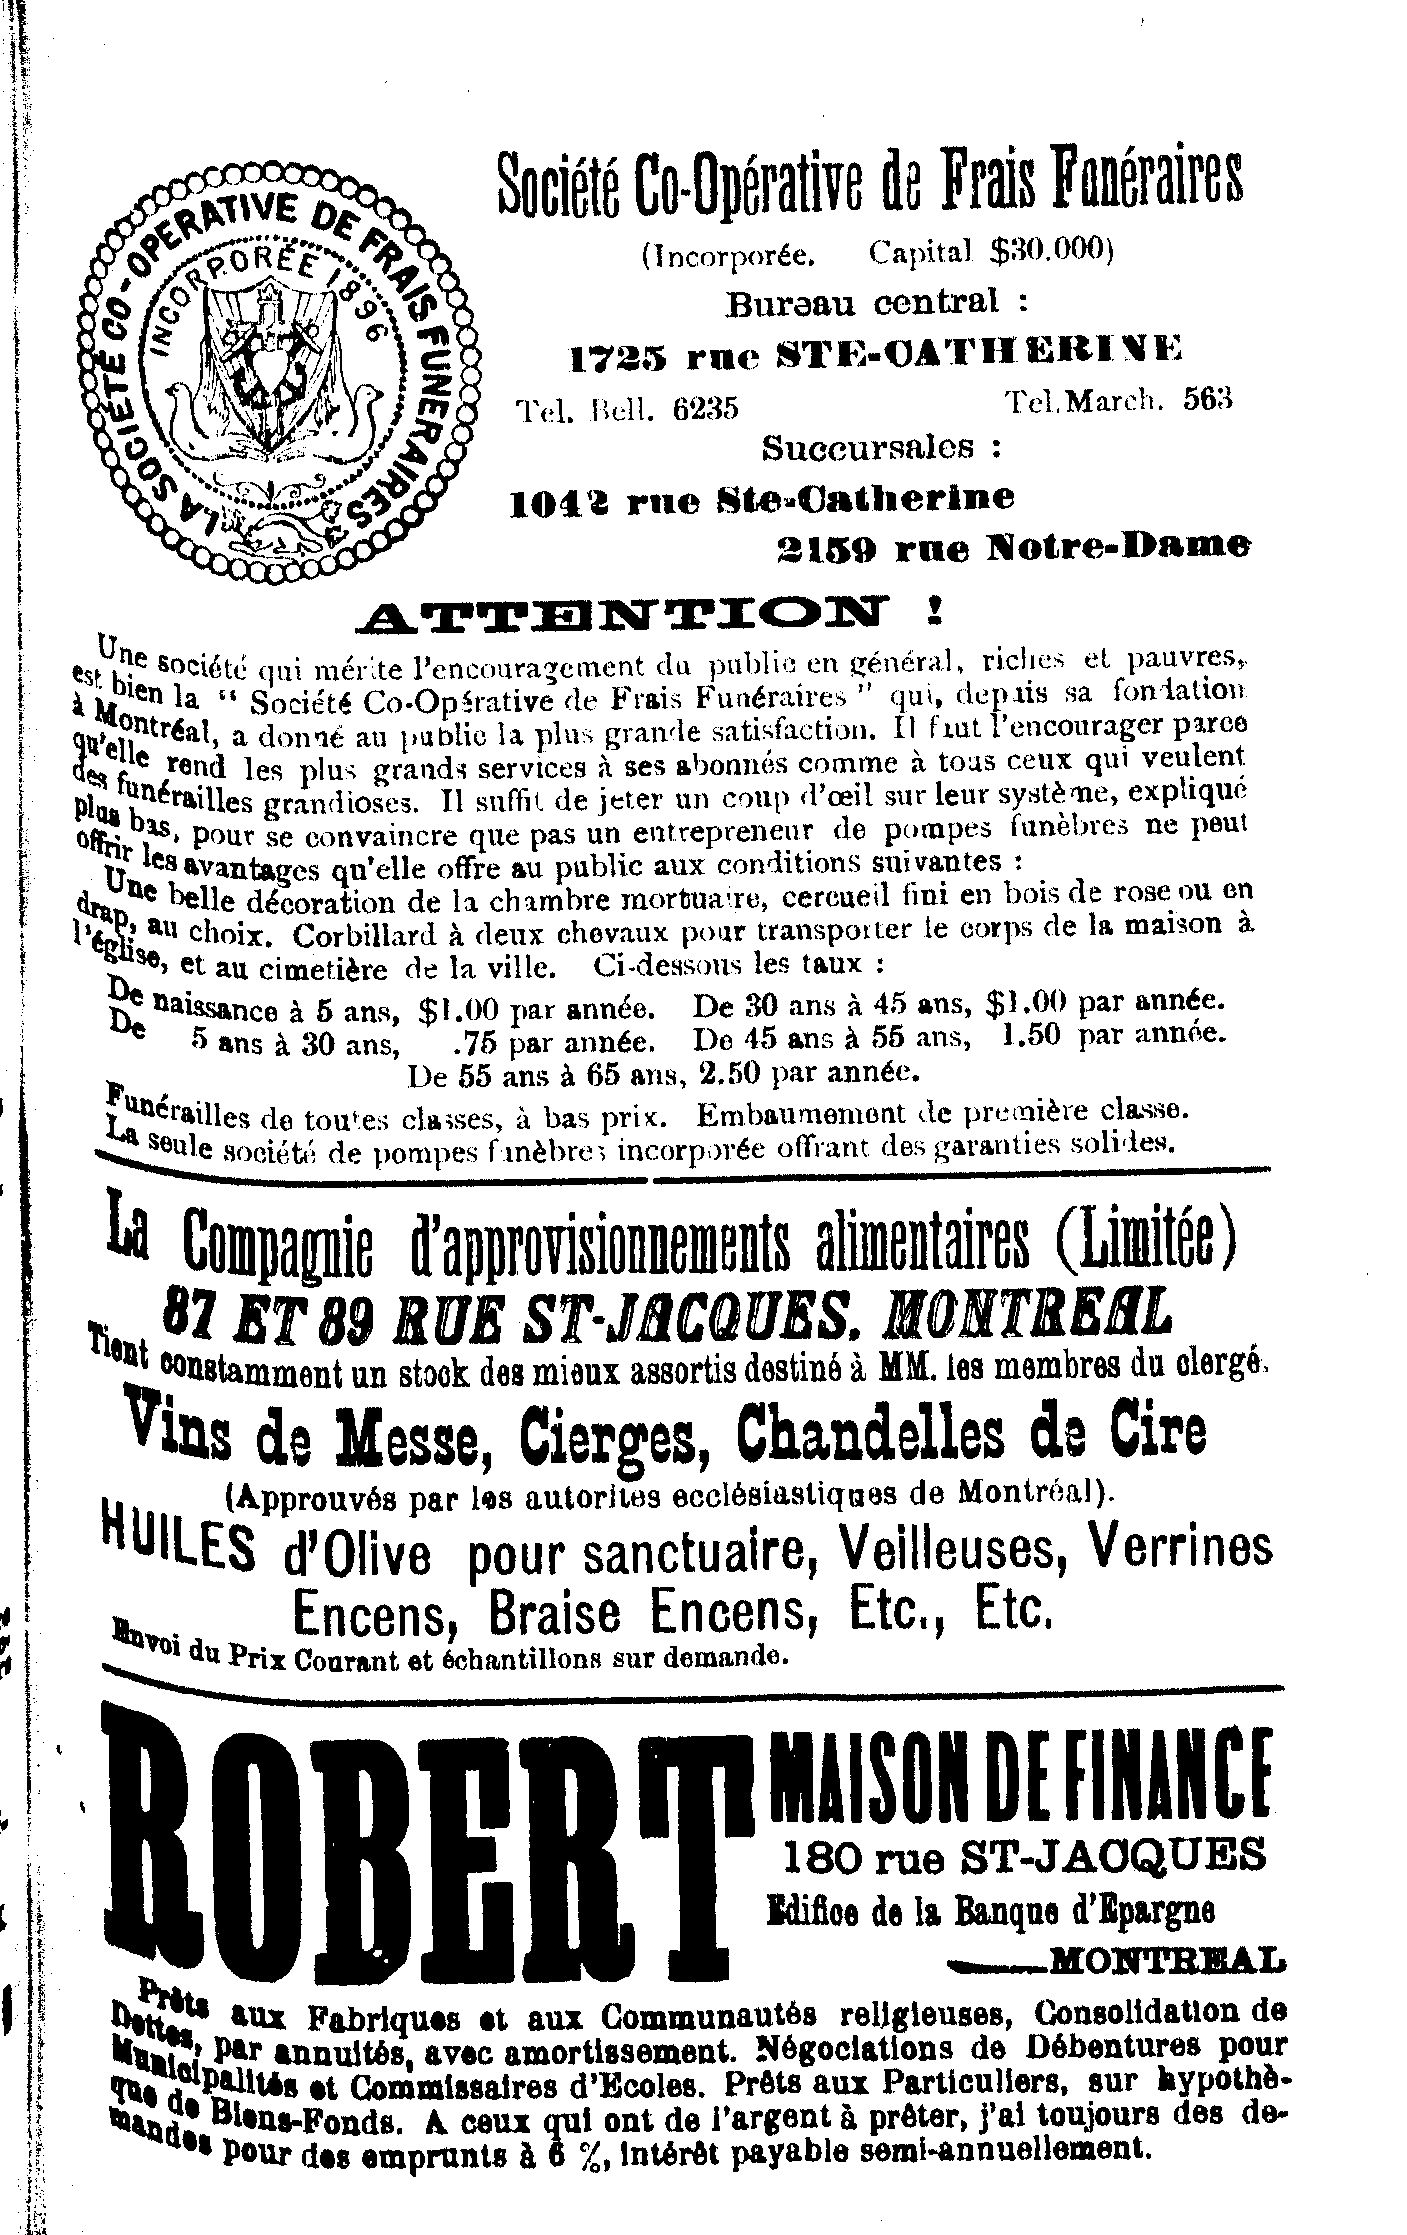 Société Co-Opérative de Frais Funéraires
(Incorporée. Capital $30.000)
Bureau central :
1725 rue STE-CATHERINE
Tel. Bell. 6235 Tel. March. 563
Succursales :
1042 rue Ste-Catherine
2159 rue Notre-Dame
LA SOCIÉTÉ CO-OPERATIVE DE FRAIS FUNERAIRES
INCORPORÉE 1896
ATTENTION !
Une société qui mérite l'encouragement du public en général, riches et pauvres,
est bien la " Société Co-Opérative de Frais Funéraires " qui, depuis sa fondation
à Montréal, a donné au public la plus grande satisfaction. Il faut l'encourager parce
qu'elle rend les plus grands services à ses abonnés comme à tous ceux qui veulent
des funérailles grandioses. Il suffit de jeter un coup d'œil sur leur système, expliqué
plus bas, pour se convaincre que pas un entrepreneur de pompes funèbres ne peut
offrir les avantages qu'elle offre au public aux conditions suivantes :
Une belle décoration de la chambre mortuaire, cercueil fini en bois de rose ou en
drap, au choix. Corbillard à deux chevaux pour transporter le corps de la maison à
l'église, et au cimetière de la ville. Ci-dessous les taux :
De naissance à 5 ans, $1.00 par année. De 30 ans à 45 ans, $1.00 par année.
De 5 ans à 30 ans, .75 par année. De 45 ans à 55 ans, 1.50 par année.
De 55 ans à 65 ans, 2.50 par année.
Funérailles de toutes classes, à bas prix. Embaumement de première classe.
La seule société de pompes funèbres incorporée offrant des garanties solides.
La Compagnie d'approvisionnements alimentaires (Limitée)
87 ET 89 RUE ST-JACQUES. MONTREAL
Tient constamment un stock des mieux assortis destiné à MM. les membres du clergé.
Vins de Messe, Cierges, Chandelles de Cire
(Approuvés par les autorités ecclésiastiques de Montréal).
HUILES d'Olive pour sanctuaire, Veilleuses, Verrines
Encens, Braise Encens, Etc., Etc.
Envoi du Prix Courant et échantillons sur demande.
ROBERT MAISON DE FINANCE
180 rue ST-JACQUES
Edifice de la Banque d'Epargne
MONTREAL
Prêts aux Fabriques et aux Communautés religieuses, Consolidation de
Dettes, par annuités, avec amortissement. Négociations de Débentures pour
Municipalités et Commissaires d'Ecoles. Prêts aux Particuliers, sur hypothè-
que de Biens-Fonds. A ceux qui ont de l'argent à prêter, j'ai toujours des de-
mandes pour des emprunts à 6 %, intérêt payable semi-annuellement.